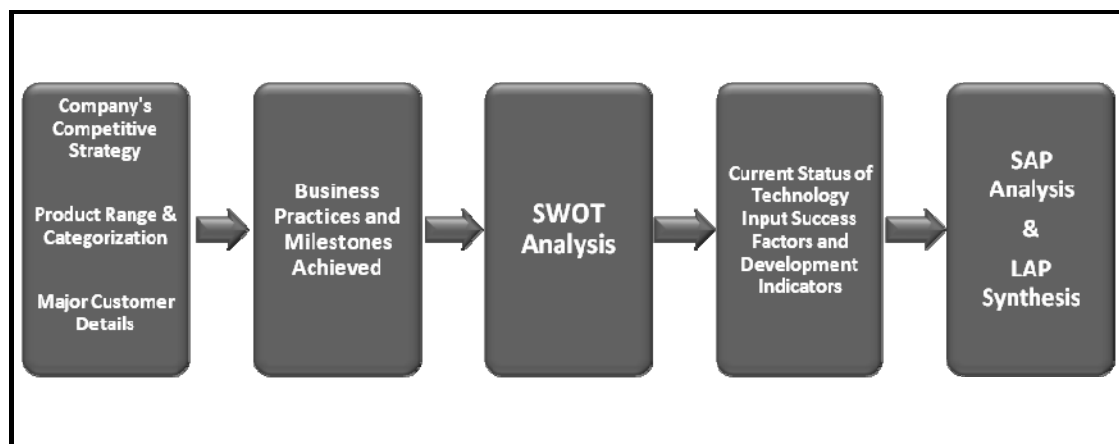 Company's
Competitive
Strategy
Product Range &
Categorization
Major Customer
Details
Business
Practices and
Milestones
Achieved
SWOT
Analysis
Current Status of
Technology
Input Success
Factors and
Development
Indicators
SAP
Analysis
&
LAP
Synthesis